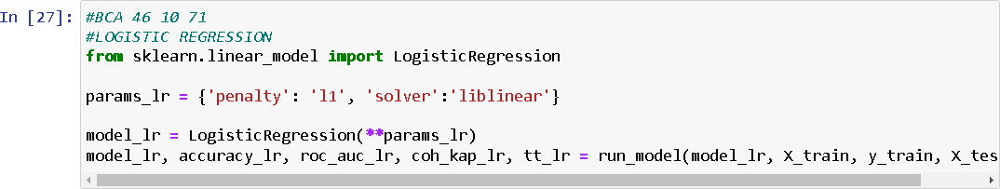 In [27]: #BCA 46 10 71
#LOGISTIC REGRESSION
from sklearn.linear_model import LogisticRegression
params_lr = {'penalty': 'l1', 'solver':'liblinear'}
model_lr = LogisticRegression(**params_lr)
model_lr, accuracy_lr, roc_auc_lr, coh_kap_lr, tt_lr = run_model(model_lr, X_train, y_train, X_tes